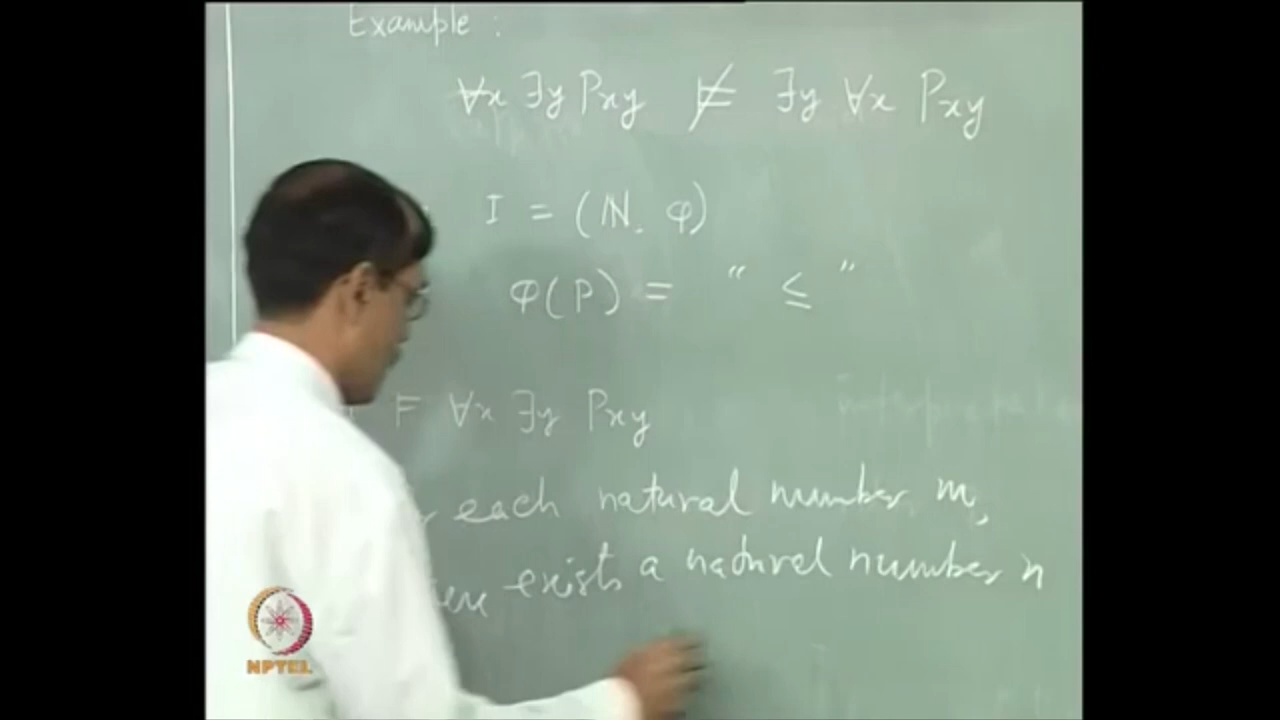 Example :
∀x ∃y Pxy ⊭ ∃y ∀x Pxy
I = (ℕ, φ)
φ(P) = " ≤ "
⊨ ∀x ∃y Pxy
each natural number m,
exists a natural number n
NPTEL